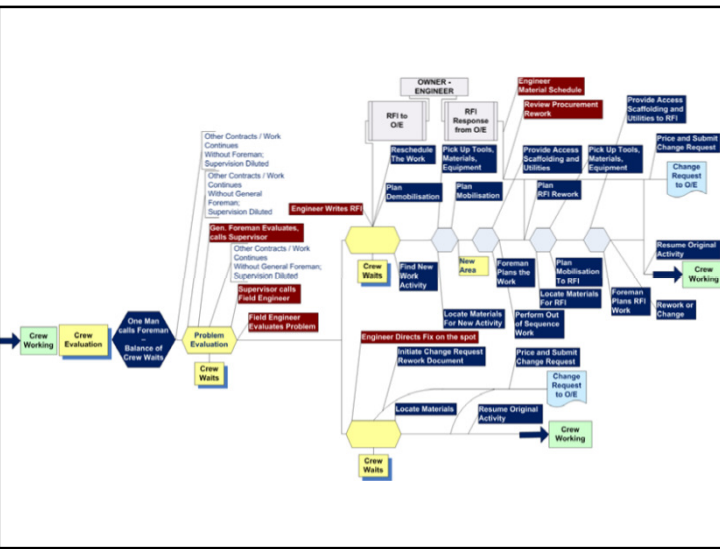 OWNER -
ENGINEER
RFI to
O/E
RFI
Response
from O/E
Engineer
Material Schedule
Review Procurement
Rework
Provide Access
Scaffolding and
Utilities to RFI
Price and Submit
Change Request
Change
Request
to O/E
Reschedule
The Work
Pick Up Tools,
Materials,
Equipment
Provide Access
Scaffolding and
Utilities
Pick Up Tools,
Materials,
Equipment
Plan
Demobilisation
Plan
Mobilisation
Plan
RFI Rework
Other Contracts / Work
Continues
Without Foreman;
Supervision Diluted
Other Contracts / Work
Continues
Without General
Foreman;
Supervision Diluted
Engineer Writes RFI
Gen. Foreman Evaluates,
calls Supervisor
Other Contracts / Work
Continues
Without General Foreman;
Supervision Diluted
Supervisor calls
Field Engineer
Field Engineer
Evaluates Problem
Crew
Waits
Find New
Work
Activity
New
Area
Foreman
Plans the
Work
Plan
Mobilisation
To RFI
Locate Materials
For RFI
Foreman
Plans RFI
Work
Resume Original
Activity
Crew
Working
Rework or
Change
Locate Materials
For New Activity
Perform Out
of Sequence
Work
Crew
Working
Crew
Evaluation
One Man
calls Foreman
–
Balance of
Crew Waits
Problem
Evaluation
Crew
Waits
Engineer Directs Fix on the spot
Initiate Change Request
Rework Document
Price and Submit
Change Request
Change
Request
to O/E
Locate Materials
Resume Original
Activity
Crew
Working
Crew
Waits